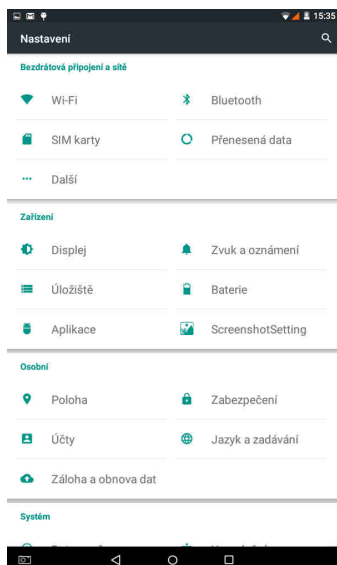 15:35
Nastavení
Bezdrátová připojení a sítě
Wi-Fi
Bluetooth
SIM karty
Přenesená data
Další
Zařízení
Displej
Zvuk a oznámení
Úložiště
Baterie
Aplikace
ScreenshotSetting
Osobní
Poloha
Zabezpečení
Účty
Jazyk a zadávání
Záloha a obnova dat
Systém